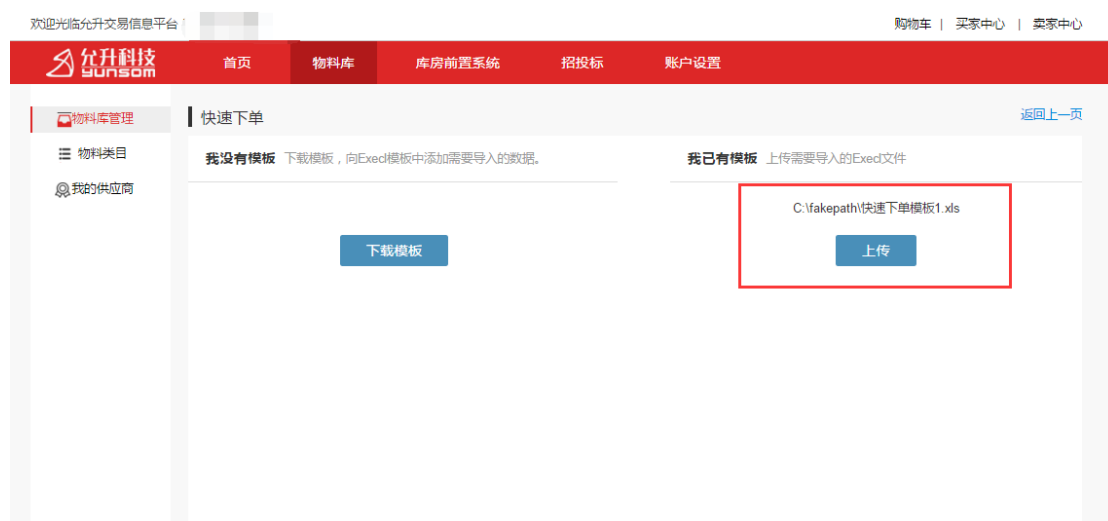 欢迎光临允升交易信息平台
购物车 | 买家中心 | 卖家中心
允升科技
yunsom
首页 物料库 库房前置系统 招投标 账户设置
物料库管理
物料类目
我的供应商
快速下单
返回上一页
我没有模板 下载模板，向Execl模板中添加需要导入的数据。
我已有模板 上传需要导入的Execl文件
C:\fakepath\快速下单模板1.xls
下载模板
上传